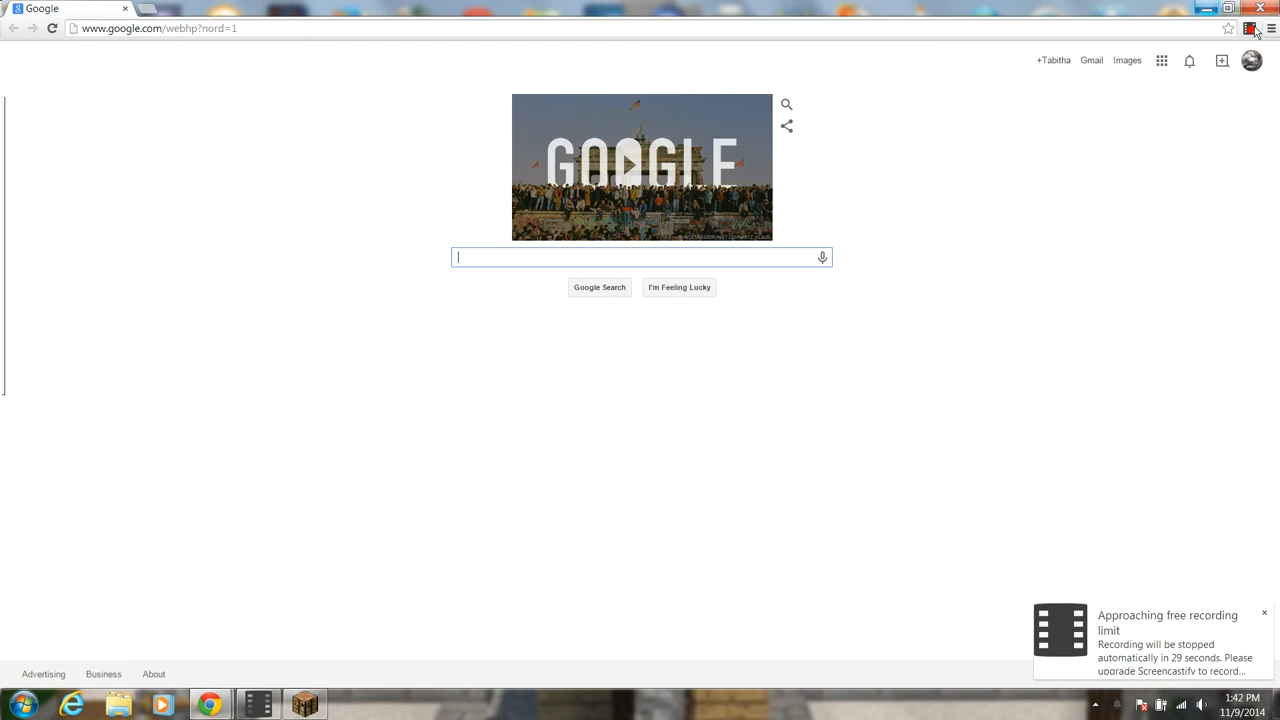 Google
www.google.com/webhp?nord=1
+Tabitha Gmail Images
GOOGLE
Google Search I'm Feeling Lucky
Approaching free recording
limit
Recording will be stopped
automatically in 29 seconds. Please
upgrade Screencastify to record...
Advertising Business About
1:42 PM
11/9/2014